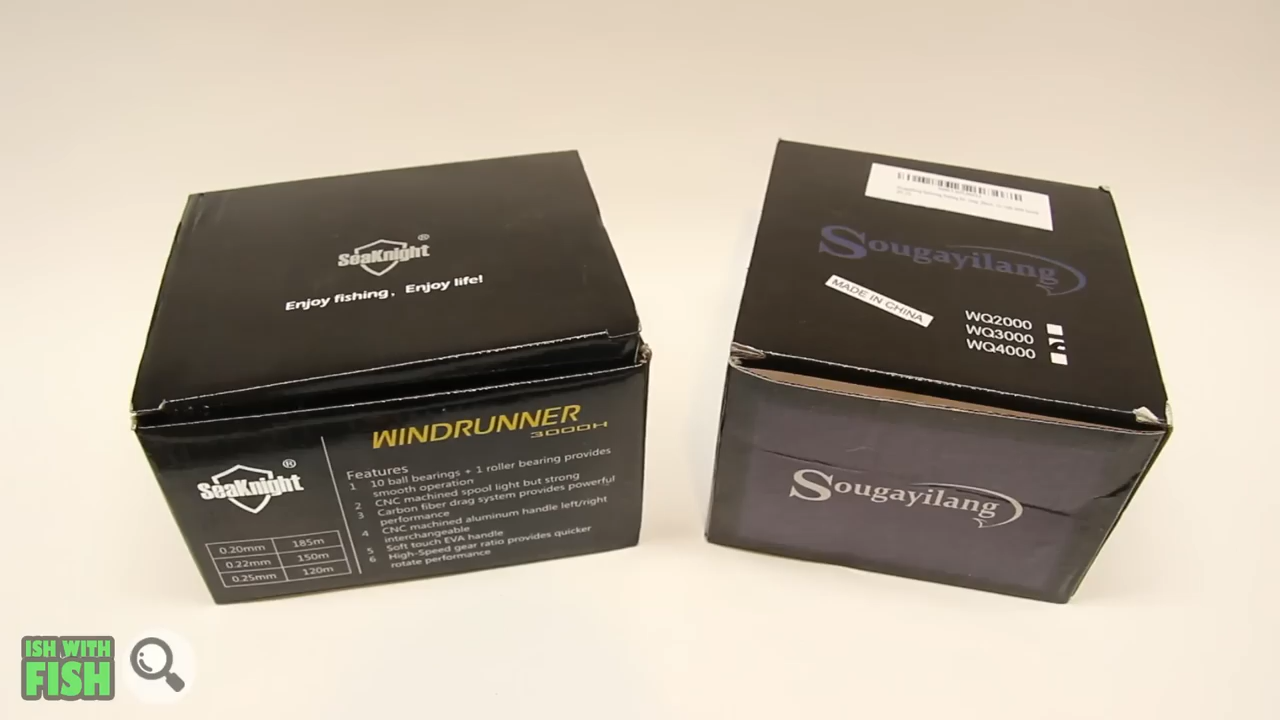 SeaKnight®
Enjoy fishing, Enjoy life!
WINDRUNNER
3000H
SeaKnight®
Features
1 10 ball bearings + 1 roller bearing provides
smooth operation
2 CNC machined spool light but strong
3 Carbon fiber drag system provides powerful
performance
4 CNC machined aluminum handle left/right
interchangeable
5 Soft touch EVA handle
6 High-Speed gear ratio provides quicker
rotate performance
0.20mm 185m
0.22mm 150m
0.25mm 120m
Sougayilang
MADE IN CHINA
WQ2000
WQ3000
WQ4000
Sougayilang
ISH WITH
FISH